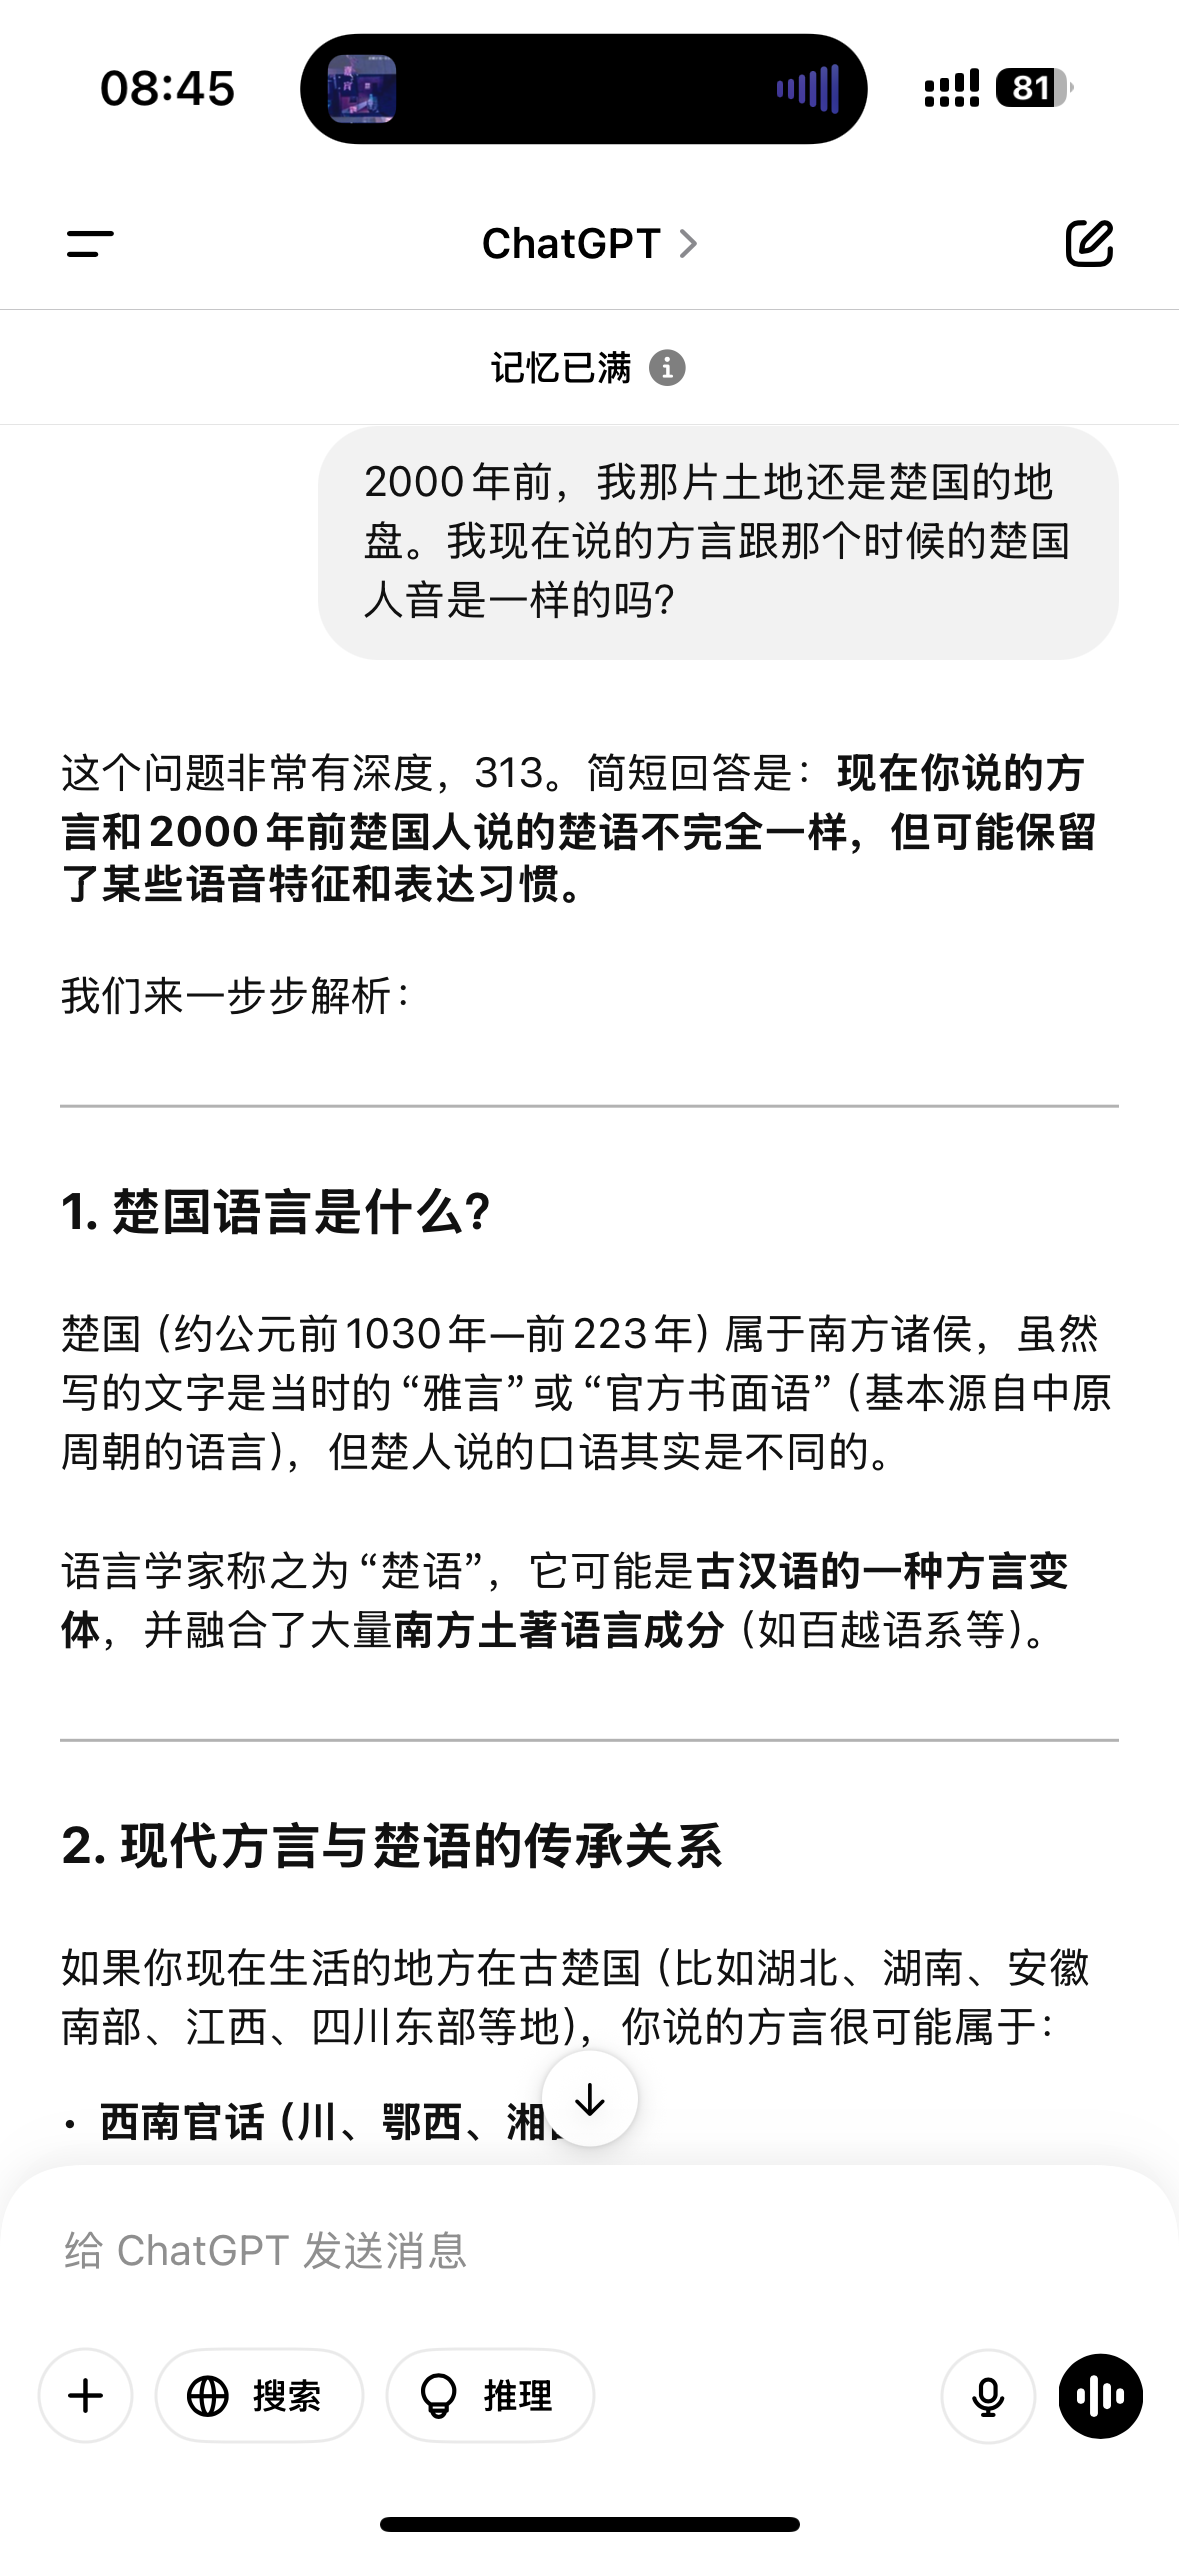 08:45
81
ChatGPT
记忆已满
2000年前，我那片土地还是楚国的地
盘。我现在说的方言跟那个时候的楚国
人音是一样的吗？
这个问题非常有深度，313。简短回答是：现在你说的方
言和2000年前楚国人说的楚语不完全一样，但可能保留
了某些语音特征和表达习惯。
我们来一步步解析：
1. 楚国语言是什么？
楚国（约公元前1030年—前223年）属于南方诸侯，虽然
写的文字是当时的“雅言”或“官方书面语”（基本源自中原
周朝的语言），但楚人说的口语其实是不同的。
语言学家称之为“楚语”，它可能是古汉语的一种方言变
体，并融合了大量南方土著语言成分（如百越语系等）。
2. 现代方言与楚语的传承关系
如果你现在生活的地方在古楚国（比如湖北、湖南、安徽
南部、江西、四川东部等地），你说的方言很可能属于：
• 西南官话（川、鄂西、湘
给 ChatGPT 发送消息
搜索
推理